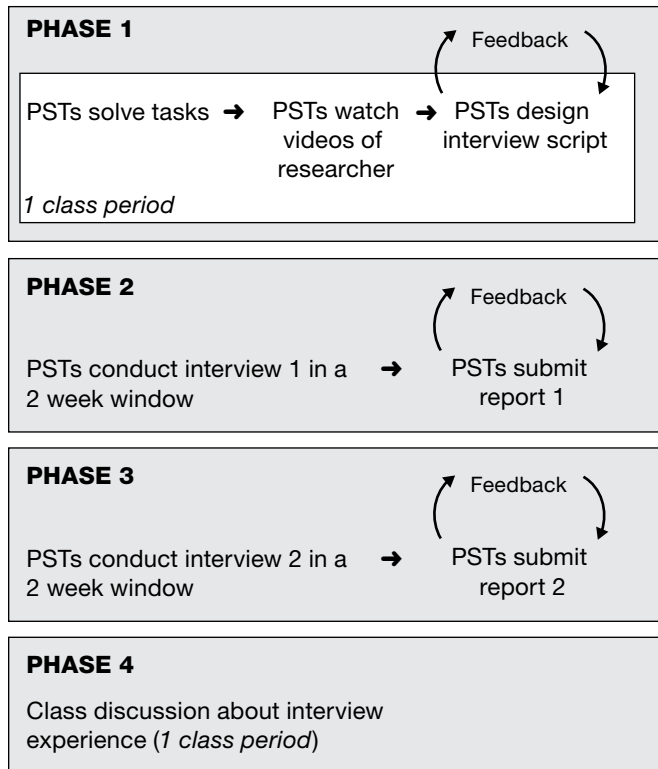 PHASE 1
Feedback
PSTs solve tasks ➜ PSTs watch ➜ PSTs design
videos of interview script
researcher
1 class period
PHASE 2
Feedback
PSTs conduct interview 1 in a ➜ PSTs submit
2 week window report 1
PHASE 3
Feedback
PSTs conduct interview 2 in a ➜ PSTs submit
2 week window report 2
PHASE 4
Class discussion about interview
experience (1 class period)